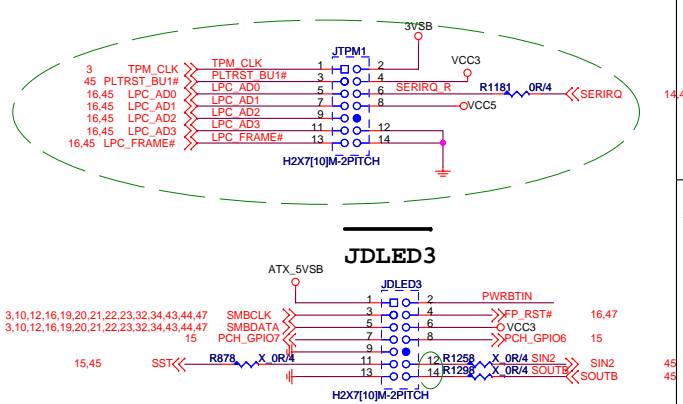 3VSB
JTPM1
VCC3
3 TPM_CLK TPM_CLK 1 2
45 PLTRST_BU1# PLTRST_BU1# 3 4
16,45 LPC_AD0 LPC_AD0 5 6 SERIRQ_R R1181 0R/4 SERIRQ
16,45 LPC_AD1 LPC_AD1 7 8 VCC5
16,45 LPC_AD2 LPC_AD2 9
16,45 LPC_AD3 LPC_AD3 11 12
16,45 LPC_FRAME# LPC_FRAME# 13 14
H2X7[10]M-2PITCH
JDLED3
ATX_5VSB
JDLED3
1 2 PWRBTIN
3,10,12,16,19,20,21,22,23,32,34,43,44,47 SMBCLK 3 4 FP_RST# 16,47
3,10,12,16,19,20,21,22,23,32,34,43,44,47 SMBDATA 5 6 VCC3
15 PCH_GPIO7 7 8 PCH_GPIO6 15
9
15,45 SST R878 X_0R/4 11 12 R1258 X_0R/4 SIN2 SIN2 45
13 14 R1298 X_0R/4 SOUTB SOUTB 45
H2X7[10]M-2PITCH